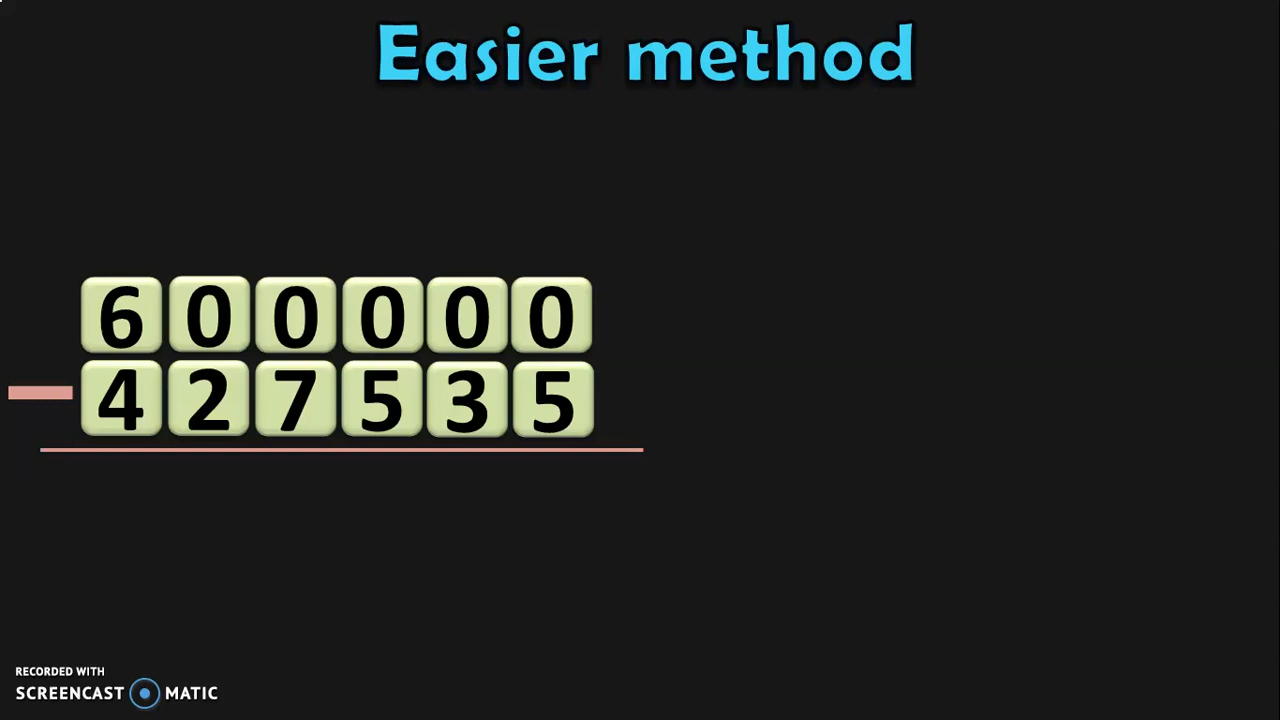 Easier method
600000
427535
RECORDED WITH
SCREENCAST MATIC